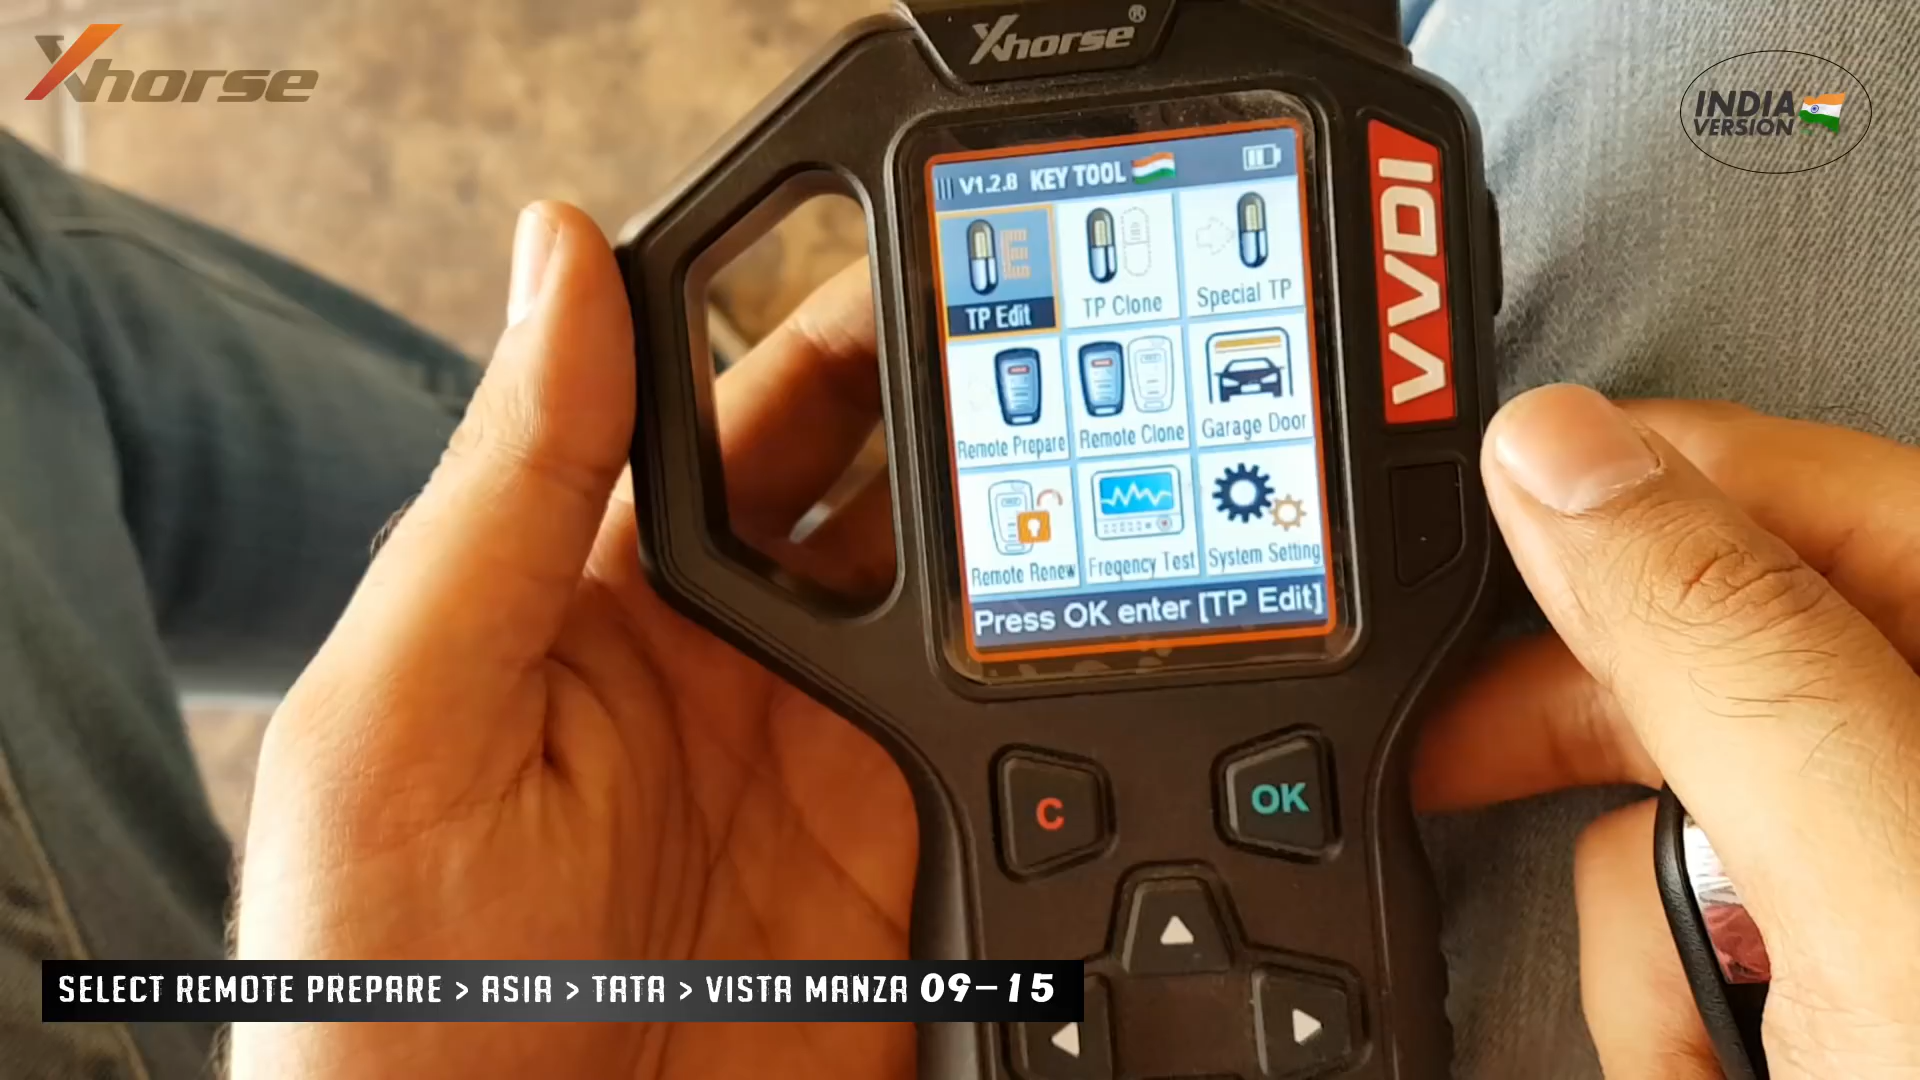 Xhorse
Xhorse®
INDIA
VERSION
VVDI
V1.2.8 KEY TOOL
TP Edit
TP Clone
Special TP
Remote Prepare
Remote Clone
Garage Door
Remote Renew
Freqency Test
System Setting
Press OK enter [TP Edit]
C
OK
SELECT REMOTE PREPARE > ASIA > TATA > VISTA MANZA 09-15